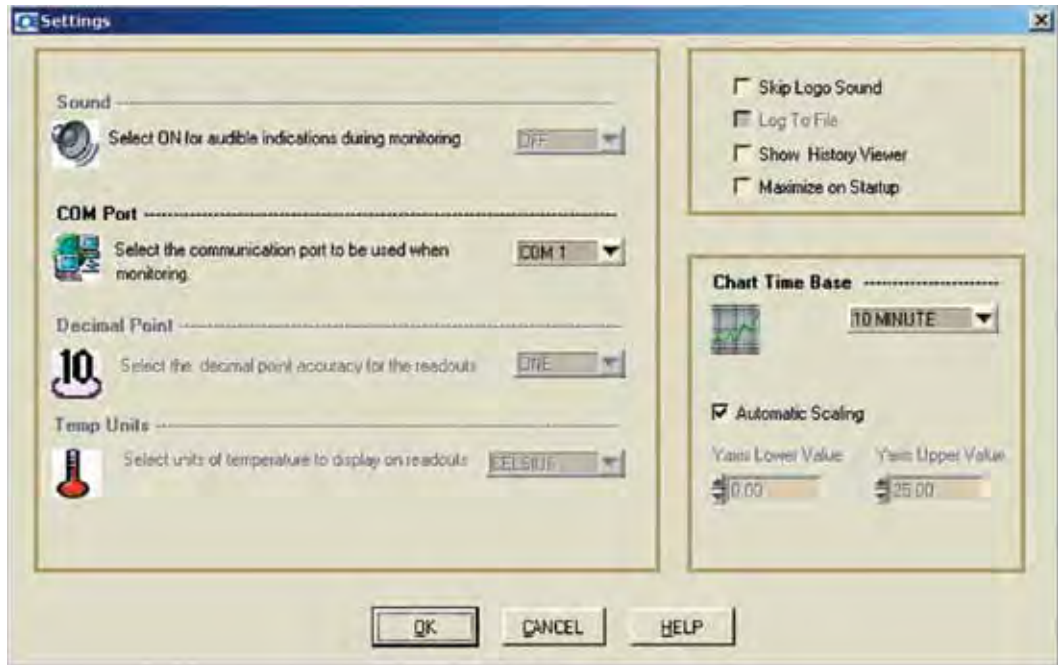 Settings
Sound
Select ON for audible indications during monitoring
OFF
COM Port
Select the communication port to be used when
monitoring.
COM 1
Decimal Point
10
Select the decimal point accuracy for the readouts
ONE
Temp Units
Select units of temperature to display on readouts
CELSIUS
Skip Logo Sound
Log To File
Show History Viewer
Maximize on Startup
Chart Time Base
10 MINUTE
Automatic Scaling
Yaxis Lower Value Yaxis Upper Value
0.00 25.00
OK CANCEL HELP